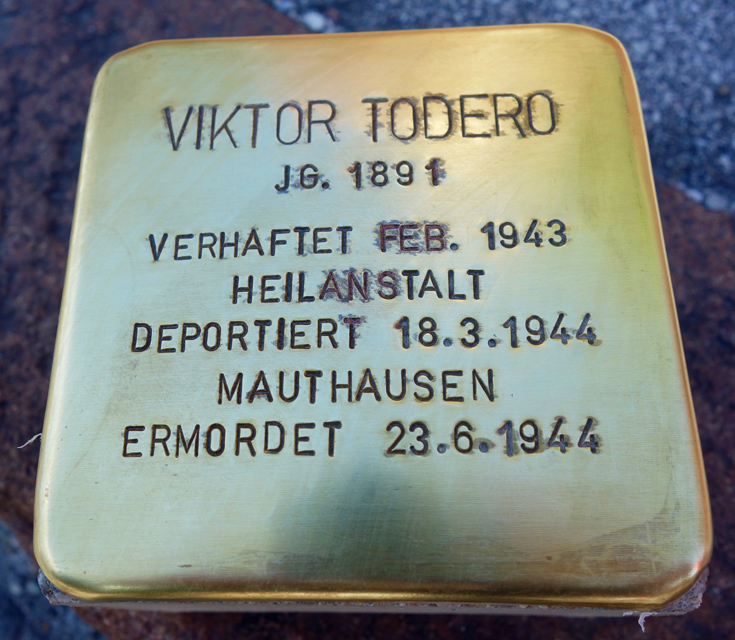 VIKTOR TODERO
JG. 1891
VERHAFTET FEB. 1943
HEILANSTALT
DEPORTIERT 18.3.1944
MAUTHAUSEN
ERMORDET 23.6.1944